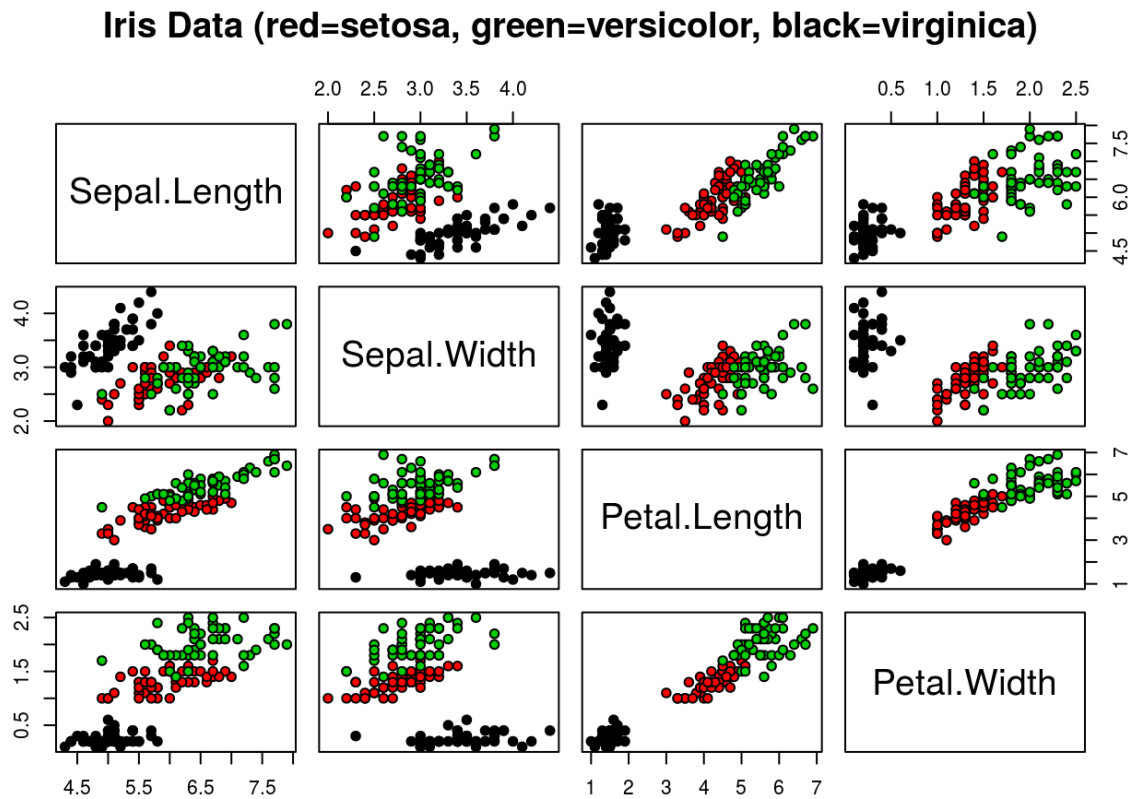 Iris Data (red=setosa, green=versicolor, black=virginica)
2.0 2.5 3.0 3.5 4.0
0.5 1.0 1.5 2.0 2.5
Sepal.Length
4.5 6.0 7.5
2.0 3.0 4.0
Sepal.Width
Petal.Length
1 3 5 7
0.5 1.5 2.5
Petal.Width
4.5 5.5 6.5 7.5
1 2 3 4 5 6 7